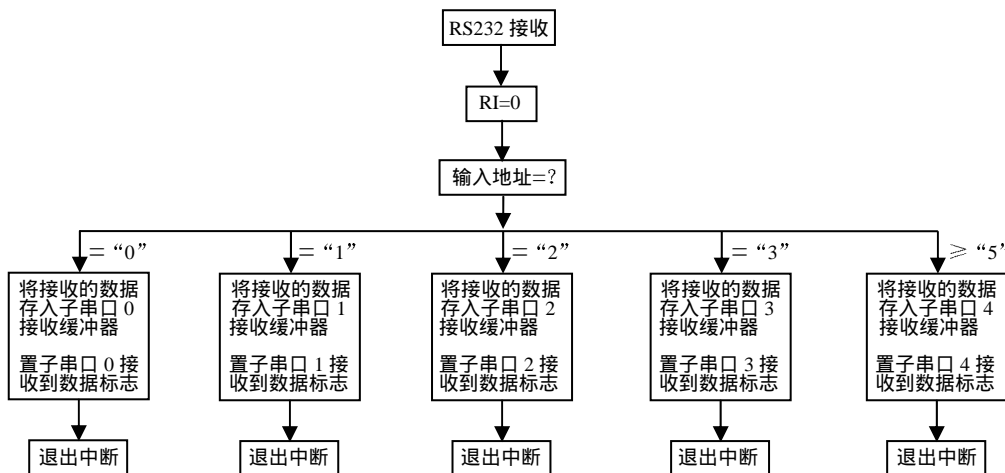 RS232 接收
RI=0
输入地址=?
= “0”
= “1”
= “2”
= “3”
≥ “5”
将接收的数据
存入子串口 0
接收缓冲器
置子串口 0 接
收到数据标志
将接收的数据
存入子串口 1
接收缓冲器
置子串口 1 接
收到数据标志
将接收的数据
存入子串口 2
接收缓冲器
置子串口 2 接
收到数据标志
将接收的数据
存入子串口 3
接收缓冲器
置子串口 3 接
收到数据标志
将接收的数据
存入子串口 4
接收缓冲器
置子串口 4 接
收到数据标志
退出中断
退出中断
退出中断
退出中断
退出中断